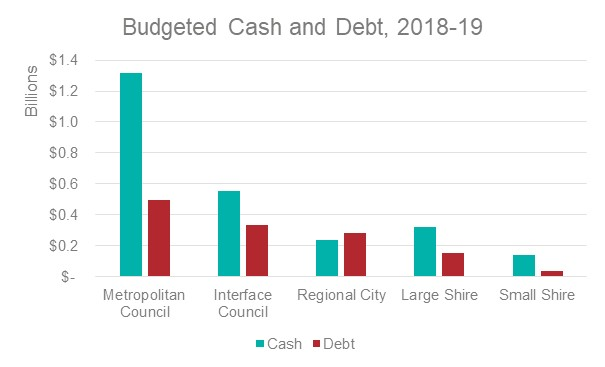 Budgeted Cash and Debt, 2018-19
Billions
$1.4
$1.2
$1.0
$0.8
$0.6
$0.4
$0.2
$-
Metropolitan Council
Interface Council
Regional City
Large Shire
Small Shire
Cash
Debt